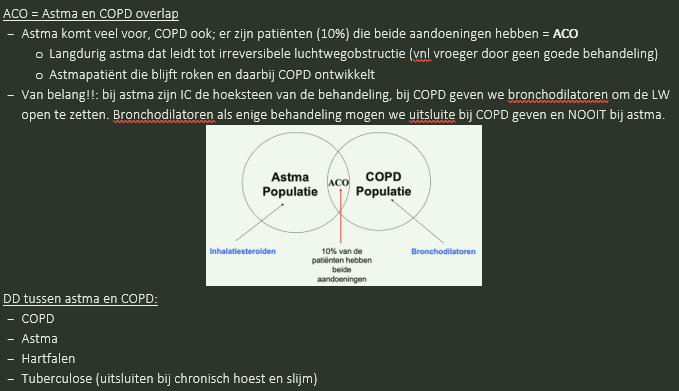 ACO = Astma en COPD overlap
– Astma komt veel voor, COPD ook; er zijn patiënten (10%) die beide aandoeningen hebben = ACO
o Langdurig astma dat leidt tot irreversibele luchtwegobstructie (vnl vroeger door geen goede behandeling)
o Astmapatiënt die blijft roken en daarbij COPD ontwikkelt
– Van belang!!: bij astma zijn IC de hoeksteen van de behandeling, bij COPD geven we bronchodilatoren om de LW
open te zetten. Bronchodilatoren als enige behandeling mogen we uitsluite bij COPD geven en NOOIT bij astma.
Astma
Populatie
ACO
COPD
Populatie
Inhalatiesteroiden
10% van de
patiënten hebben
beide
aandoeningen
Bronchodilatoren
DD tussen astma en COPD:
– COPD
– Astma
– Hartfalen
– Tuberculose (uitsluiten bij chronisch hoest en slijm)